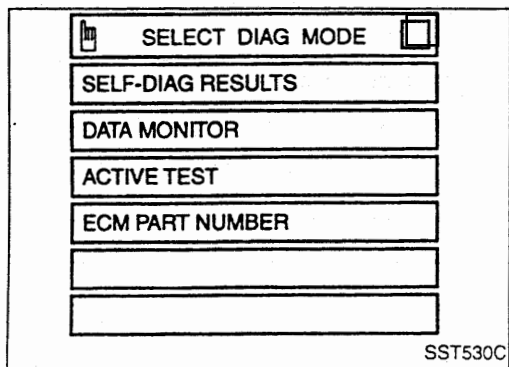 SELECT DIAG MODE
SELF-DIAG RESULTS
DATA MONITOR
ACTIVE TEST
ECM PART NUMBER
SST530C